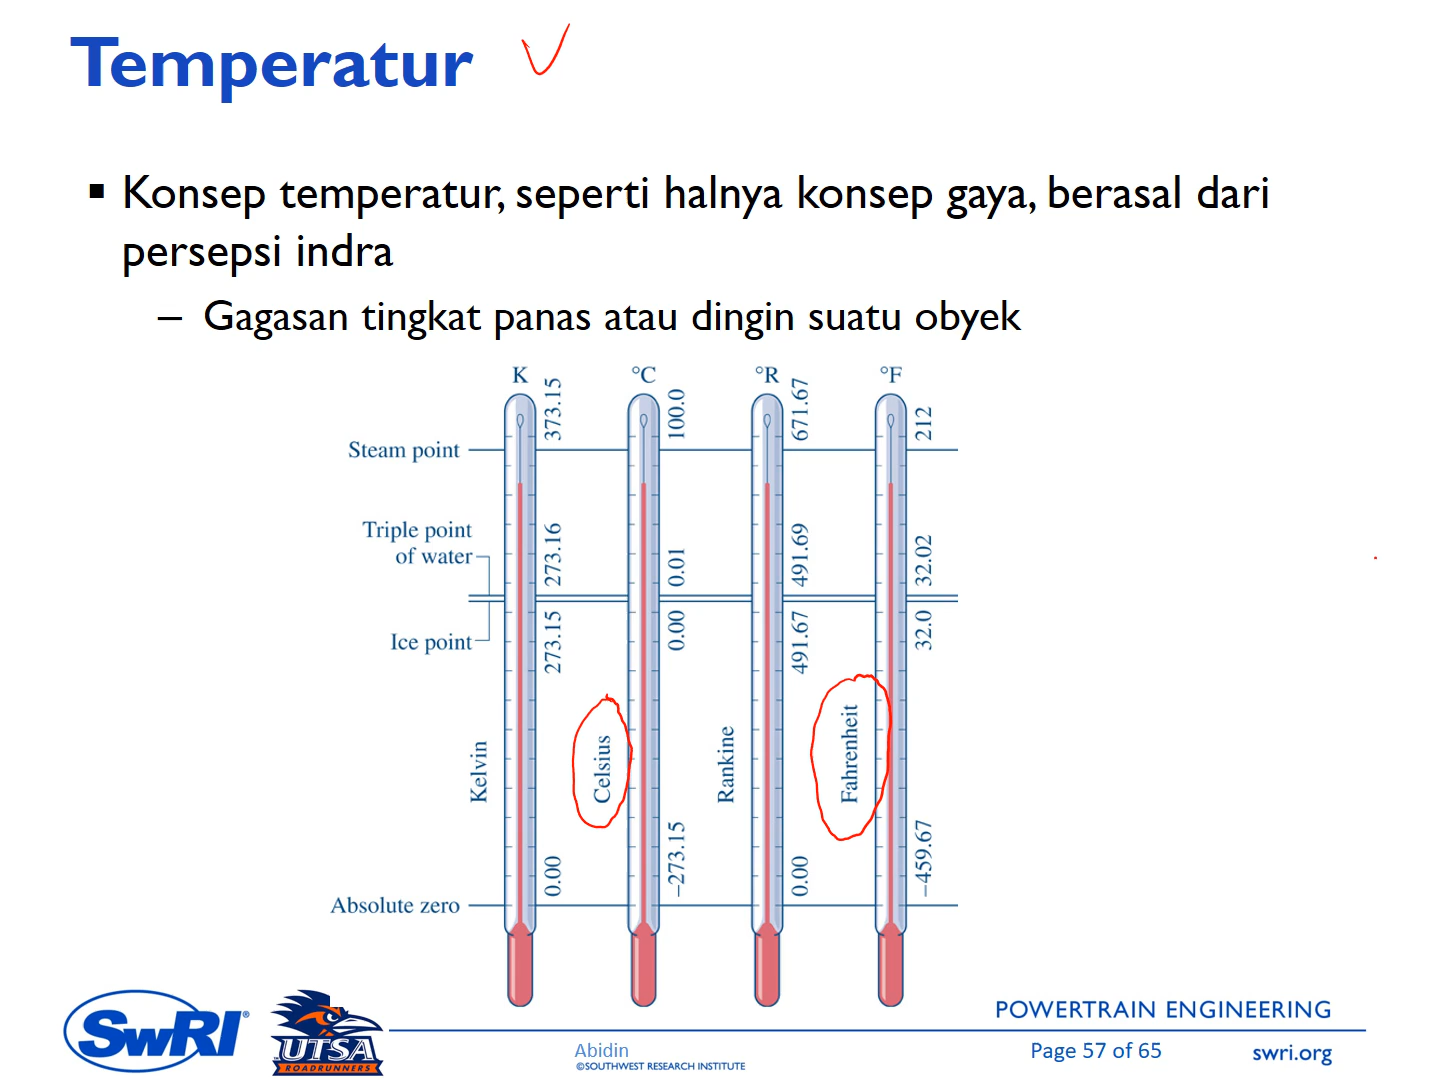 Temperatur
▪ Konsep temperatur, seperti halnya konsep gaya, berasal dari
persepsi indra
– Gagasan tingkat panas atau dingin suatu obyek
K
°C
°R
°F
373.15
100.0
671.67
212
Steam point
Triple point
of water
273.16
0.01
491.69
32.02
Ice point
273.15
0.00
491.67
32.0
Kelvin
Celsius
Rankine
Fahrenheit
0.00
−273.15
0.00
−459.67
Absolute zero
SwRI®
UTSA
ROADRUNNERS
Abidin
©SOUTHWEST RESEARCH INSTITUTE
POWERTRAIN ENGINEERING
Page 57 of 65
swri.org